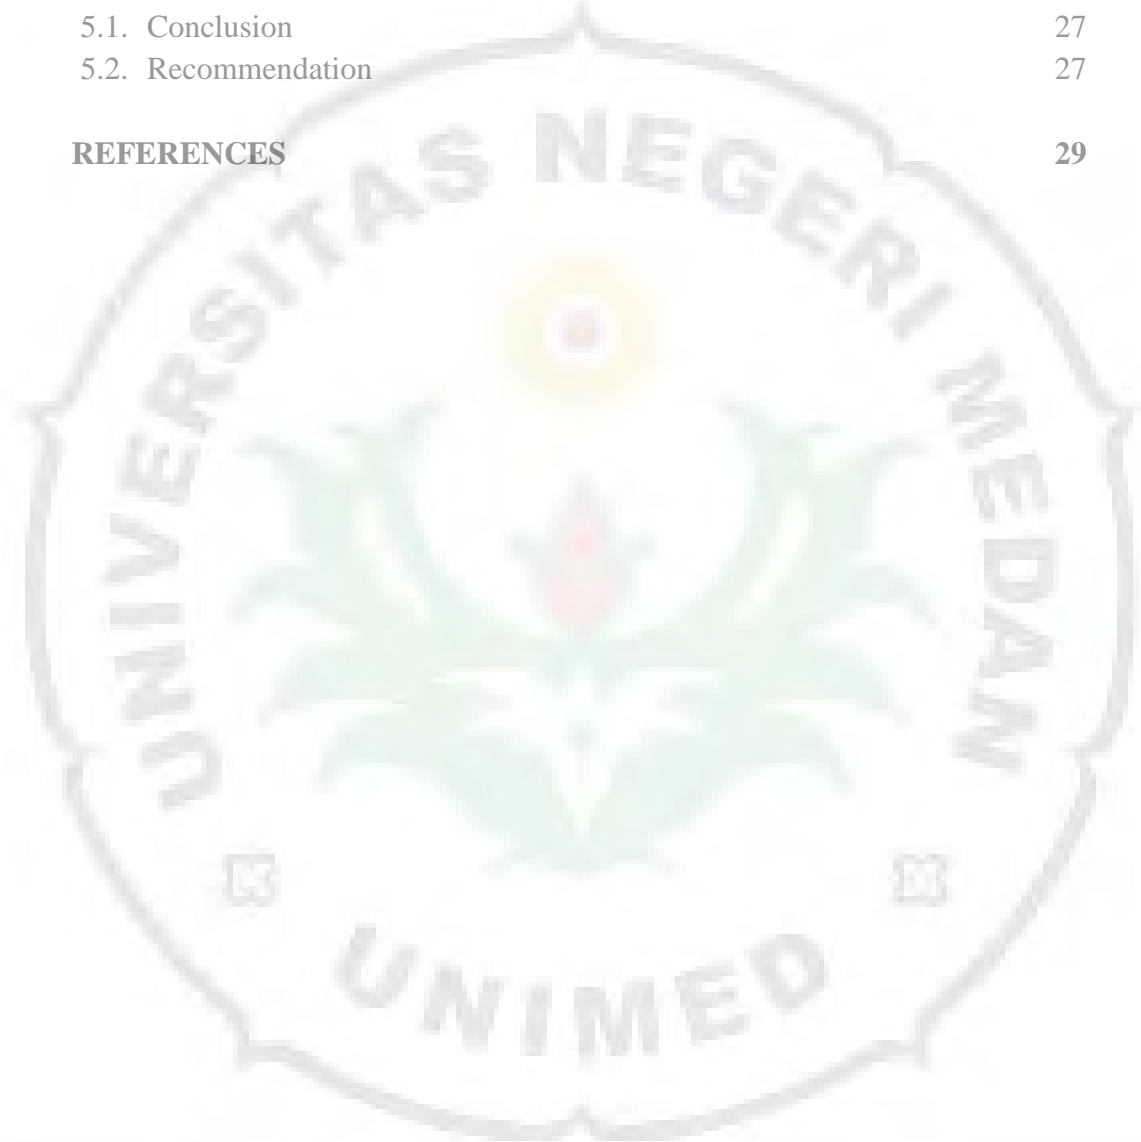 5.1. Conclusion 27
5.2. Recommendation 27
REFERENCES 29
UNIVERSITAS NEGERI MEDAN
UNIMED